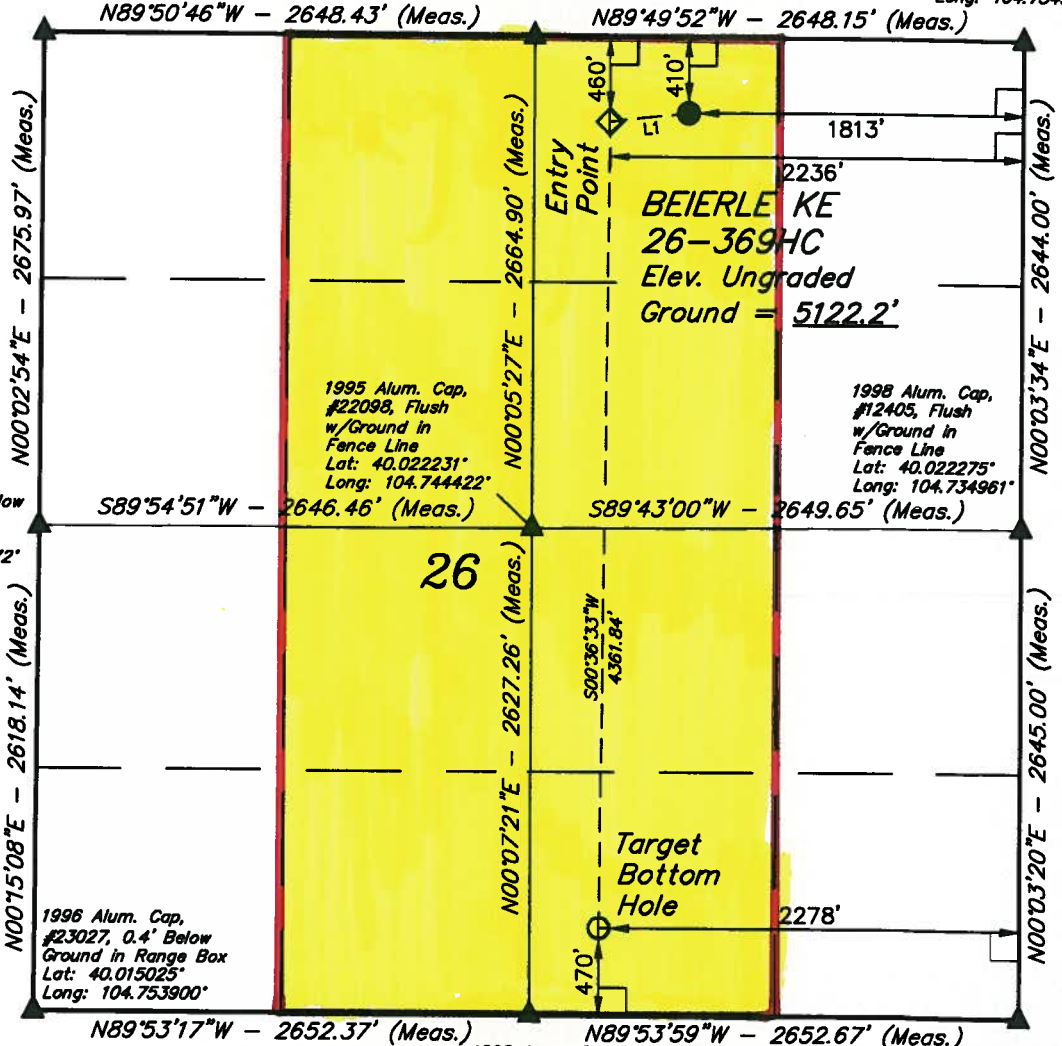 N89°50'46"W – 2648.43' (Meas.)
N89°49'52"W – 2648.15' (Meas.)
N00°02'54"E – 2675.97' (Meas.)
N00°05'27"E – 2664.90' (Meas.)
N00°03'34"E – 2644.00' (Meas.)
460'
410'
L1
1813'
2236'
Entry
Point
BEIERLE KE
26-369HC
Elev. Ungraded
Ground = 5122.2'
1995 Alum. Cap,
#22098, Flush
w/Ground in
Fence Line
Lat: 40.022231°
Long: 104.744422°
1998 Alum. Cap,
#12405, Flush
w/Ground in
Fence Line
Lat: 40.022275°
Long: 104.734961°
S89°54'51"W – 2646.46' (Meas.)
S89°43'00"W – 2649.65' (Meas.)
26
N00°15'08"E – 2618.14' (Meas.)
N00°07'21"E – 2627.26' (Meas.)
S00°36'33"W
4361.84'
N00°03'20"E – 2645.00' (Meas.)
Target
Bottom
Hole
2278'
470'
1996 Alum. Cap,
#23027, 0.4' Below
Ground in Range Box
Lat: 40.015025°
Long: 104.753900°
N89°53'17"W – 2652.37' (Meas.)
N89°53'59"W – 2652.67' (Meas.)